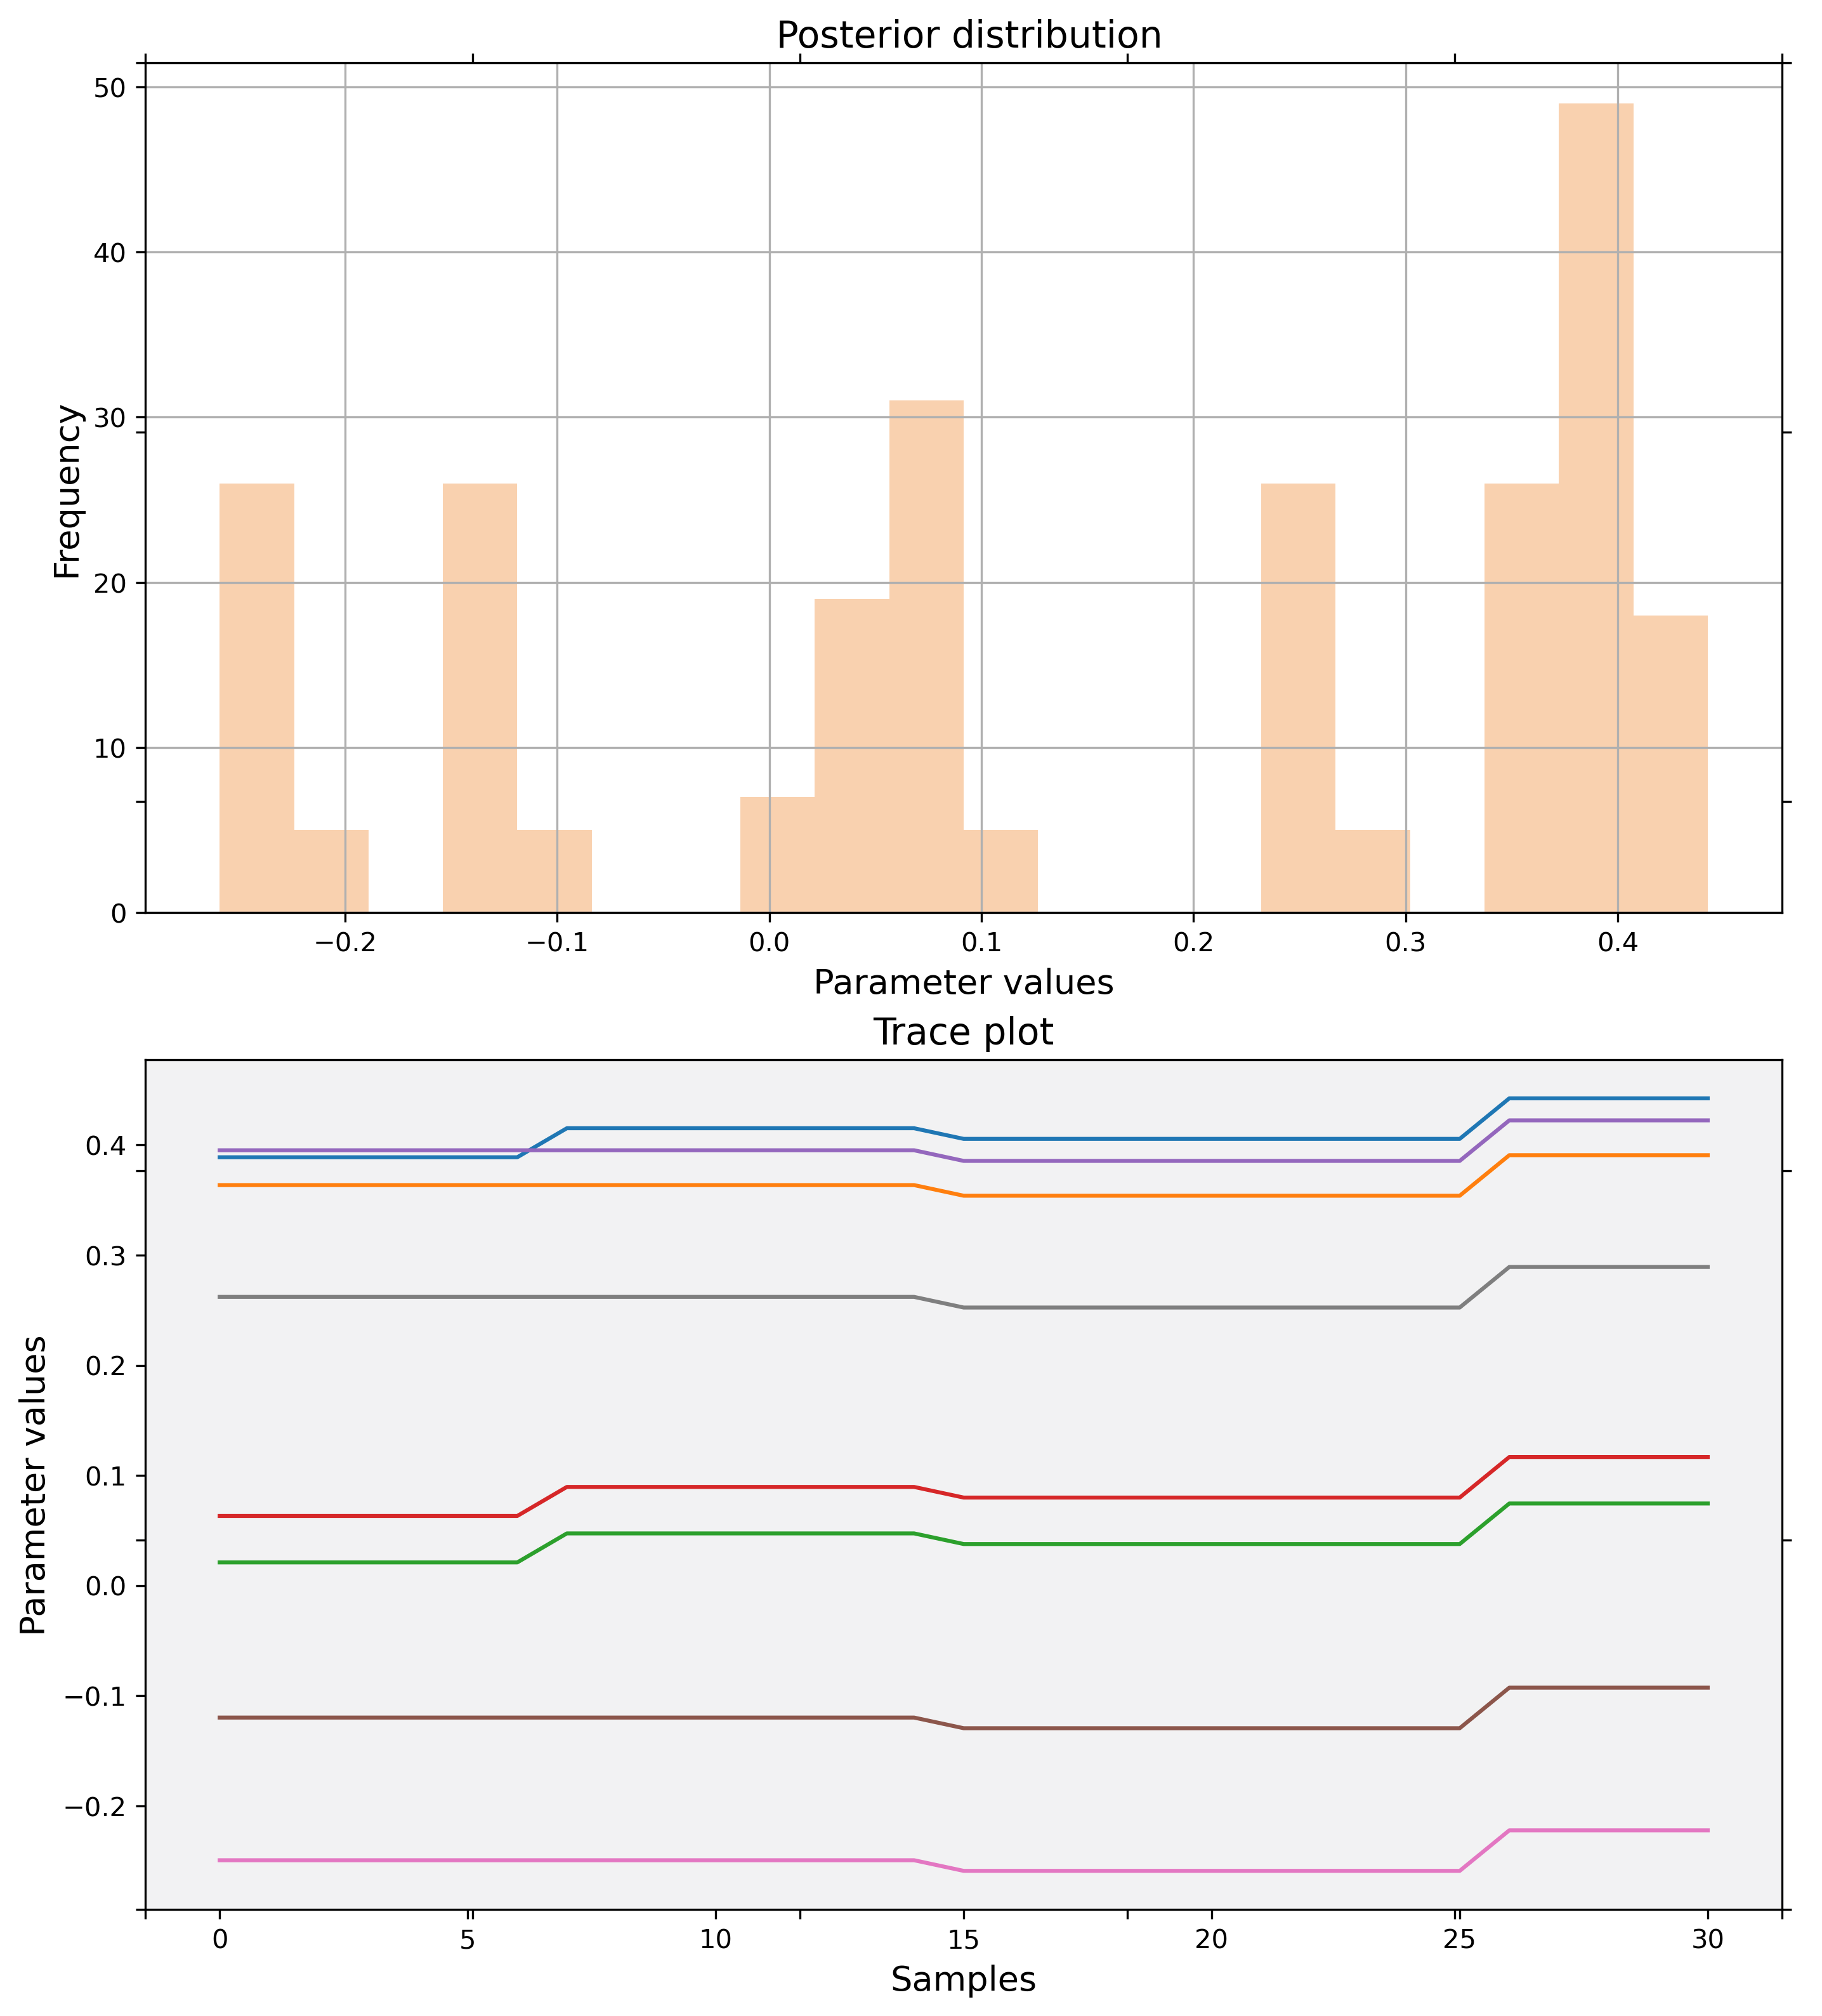 Posterior distribution
50
40
30
20
10
0
Frequency
−0.2 −0.1 0.0 0.1 0.2 0.3 0.4
Parameter values
Trace plot
0.4
0.3
0.2
0.1
0.0
−0.1
−0.2
Parameter values
0 5 10 15 20 25 30
Samples